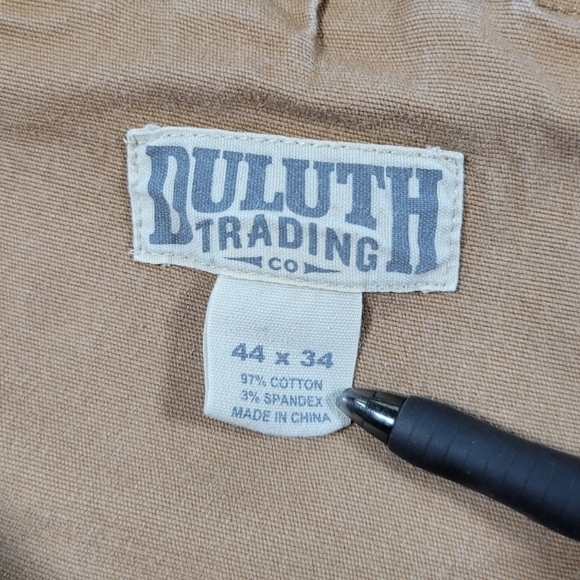 DULUTH
TRADING
CO
44 x 34
97% COTTON
3% SPANDEX
MADE IN CHINA